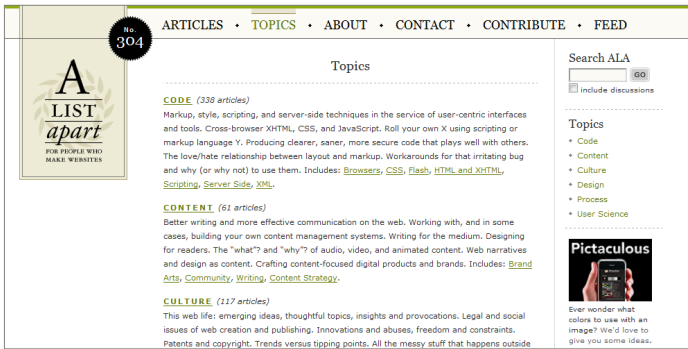 ARTICLES • TOPICS • ABOUT • CONTACT • CONTRIBUTE • FEED
No.
304
A
LIST
apart
FOR PEOPLE WHO
MAKE WEBSITES
Topics
CODE (338 articles)
Markup, style, scripting, and server-side techniques in the service of user-centric interfaces
and tools. Cross-browser XHTML, CSS, and JavaScript. Roll your own X using scripting or
markup language Y. Producing clearer, saner, more secure code that plays well with others.
The love/hate relationship between layout and markup. Workarounds for that irritating bug
and why (or why not) to use them. Includes: Browsers, CSS, Flash, HTML and XHTML,
Scripting, Server Side, XML.
CONTENT (61 articles)
Better writing and more effective communication on the web. Working with, and in some
cases, building your own content management systems. Writing for the medium. Designing
for readers. The “what”? and “why”? of audio, video, and animated content. Web narratives
and design as content. Crafting content-focused digital products and brands. Includes: Brand
Arts, Community, Writing, Content Strategy.
CULTURE (117 articles)
This web life: emerging ideas, thoughtful topics, insights and provocations. Legal and social
issues of web creation and publishing. Innovations and abuses, freedom and constraints.
Patents and copyright. Trends versus tipping points. All the messy stuff that happens outside
Search ALA
GO
include discussions
Topics
• Code
• Content
• Culture
• Design
• Process
• User Science
Pictaculous
Ever wonder what
colors to use with an
image? We'd love to
give you some ideas.